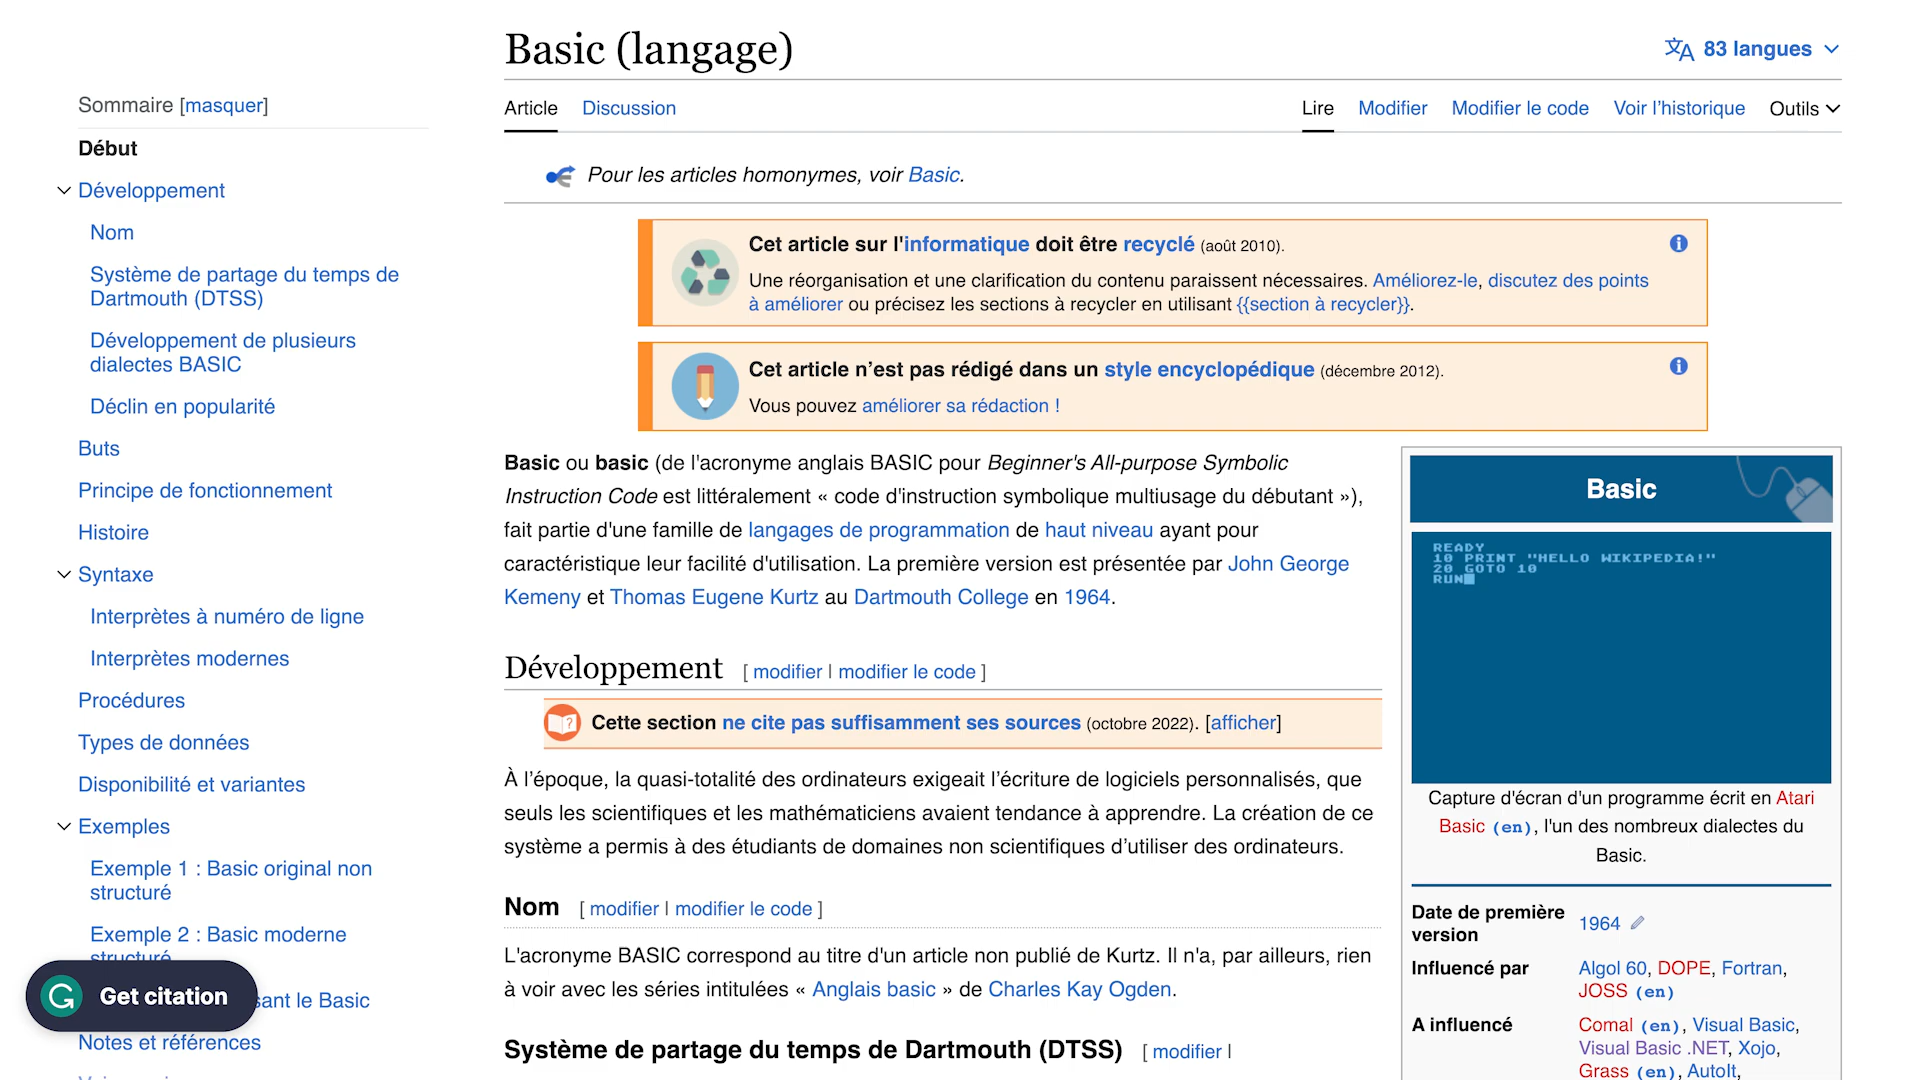 Basic (langage)
83 langues
Sommaire [masquer]
Début
Développement
Nom
Système de partage du temps de
Dartmouth (DTSS)
Développement de plusieurs
dialectes BASIC
Déclin en popularité
Buts
Principe de fonctionnement
Histoire
Syntaxe
Interprètes à numéro de ligne
Interprètes modernes
Procédures
Types de données
Disponibilité et variantes
Exemples
Exemple 1 : Basic original non
structuré
Exemple 2 : Basic moderne
structuré
sant le Basic
Notes et références
Get citation
Article Discussion
Lire Modifier Modifier le code Voir l’historique Outils
Pour les articles homonymes, voir Basic.
Cet article sur l'informatique doit être recyclé (août 2010).
Une réorganisation et une clarification du contenu paraissent nécessaires. Améliorez-le, discutez des points
à améliorer ou précisez les sections à recycler en utilisant {{section à recycler}}.
Cet article n’est pas rédigé dans un style encyclopédique (décembre 2012).
Vous pouvez améliorer sa rédaction !
Basic ou basic (de l'acronyme anglais BASIC pour Beginner's All-purpose Symbolic
Instruction Code est littéralement « code d'instruction symbolique multiusage du débutant »),
fait partie d'une famille de langages de programmation de haut niveau ayant pour
caractéristique leur facilité d'utilisation. La première version est présentée par John George
Kemeny et Thomas Eugene Kurtz au Dartmouth College en 1964.
Développement [ modifier | modifier le code ]
Cette section ne cite pas suffisamment ses sources (octobre 2022). [afficher]
À l’époque, la quasi-totalité des ordinateurs exigeait l’écriture de logiciels personnalisés, que
seuls les scientifiques et les mathématiciens avaient tendance à apprendre. La création de ce
système a permis à des étudiants de domaines non scientifiques d’utiliser des ordinateurs.
Nom [ modifier | modifier le code ]
L'acronyme BASIC correspond au titre d'un article non publié de Kurtz. Il n'a, par ailleurs, rien
à voir avec les séries intitulées « Anglais basic » de Charles Kay Ogden.
Système de partage du temps de Dartmouth (DTSS) [ modifier |
Basic
READY
10 PRINT "HELLO WIKIPEDIA!"
20 GOTO 10
RUN
Capture d'écran d'un programme écrit en Atari
Basic (en), l'un des nombreux dialectes du
Basic.
Date de première
version
1964
Influencé par
Algol 60, DOPE, Fortran,
JOSS (en)
A influencé
Comal (en), Visual Basic,
Visual Basic .NET, Xojo,
Grass (en), AutoIt,